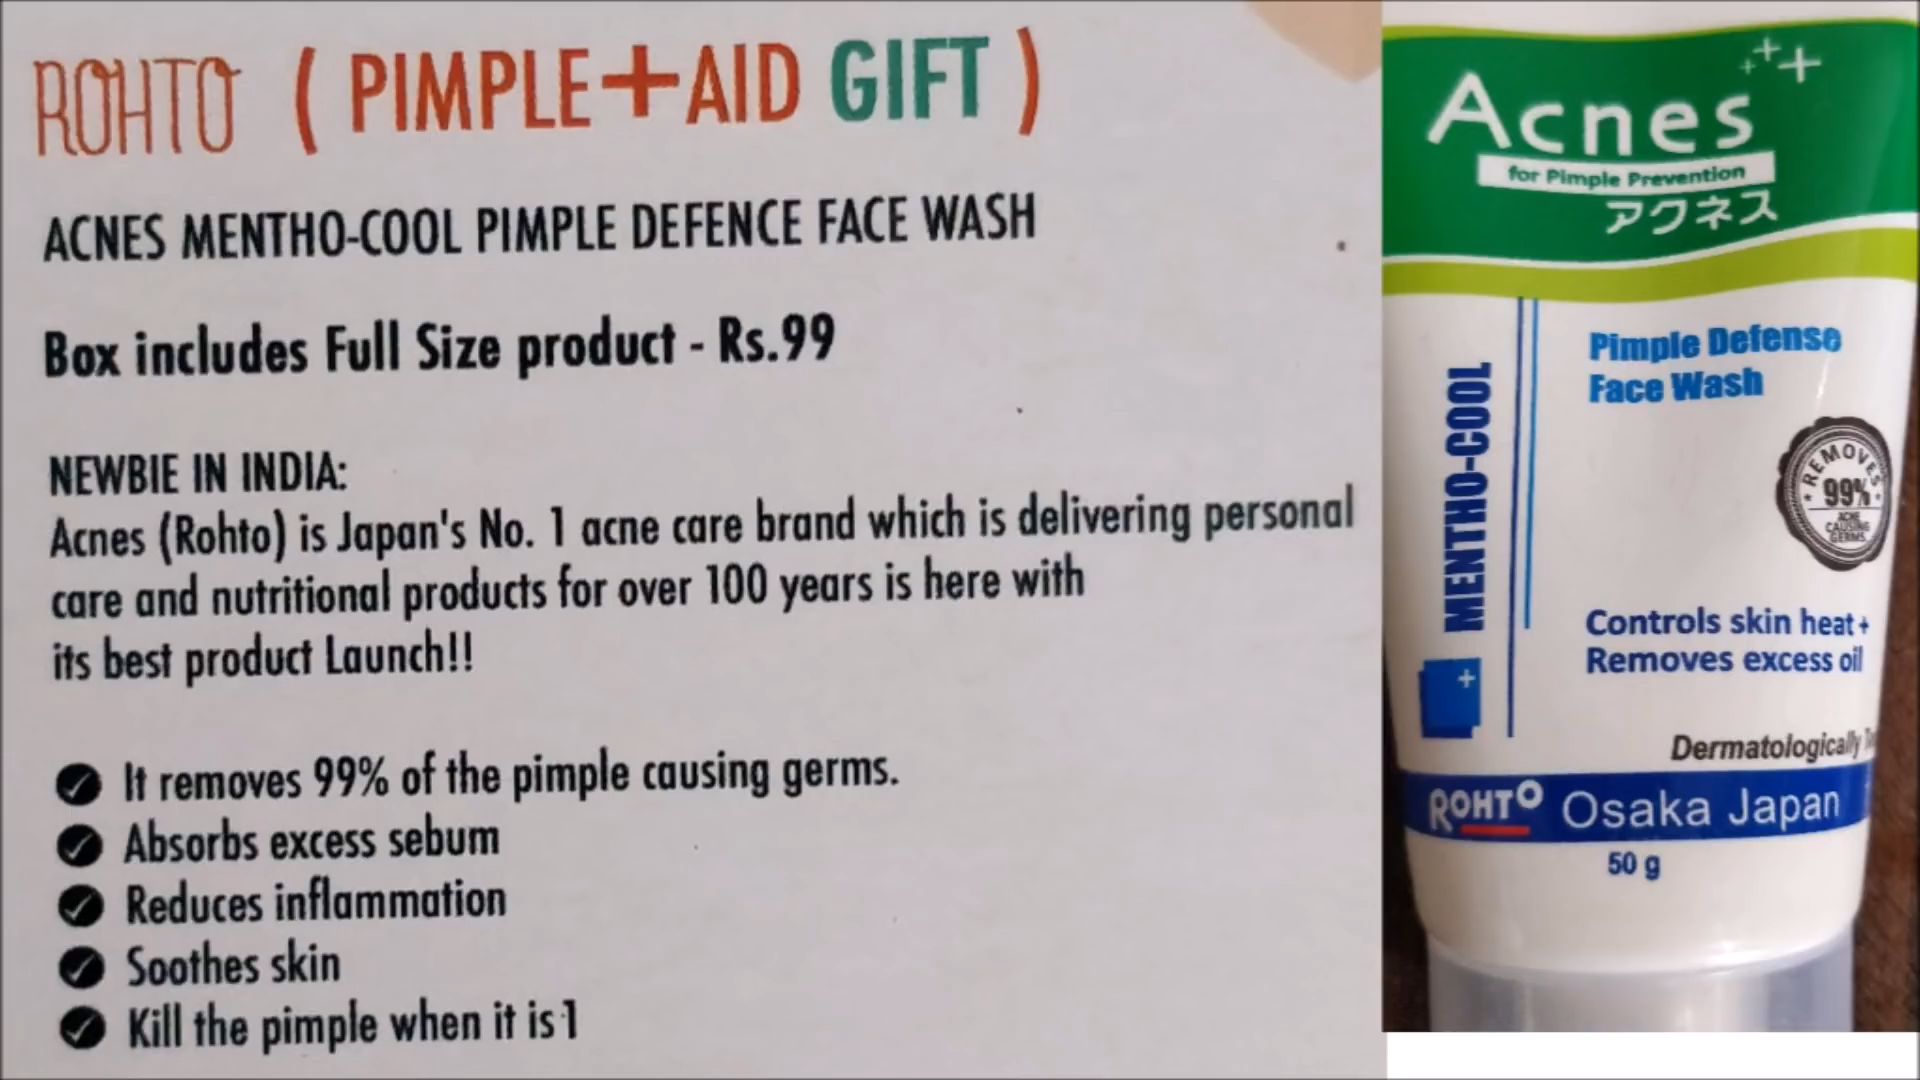 ROHTO ( PIMPLE+AID GIFT )
ACNES MENTHO-COOL PIMPLE DEFENCE FACE WASH
Box includes Full Size product - Rs.99
NEWBIE IN INDIA:
Acnes (Rohto) is Japan's No. 1 acne care brand which is delivering personal
care and nutritional products for over 100 years is here with
its best product Launch!!
It removes 99% of the pimple causing germs.
Absorbs excess sebum
Reduces inflammation
Soothes skin
Kill the pimple when it is 1
Acnes
for Pimple Prevention
アクネス
Pimple Defense
Face Wash
MENTHO-COOL
REMOVES
99%
ACNE
CAUSING
GERMS
Controls skin heat +
Removes excess oil
Dermatologically
ROHTO Osaka Japan
50 g